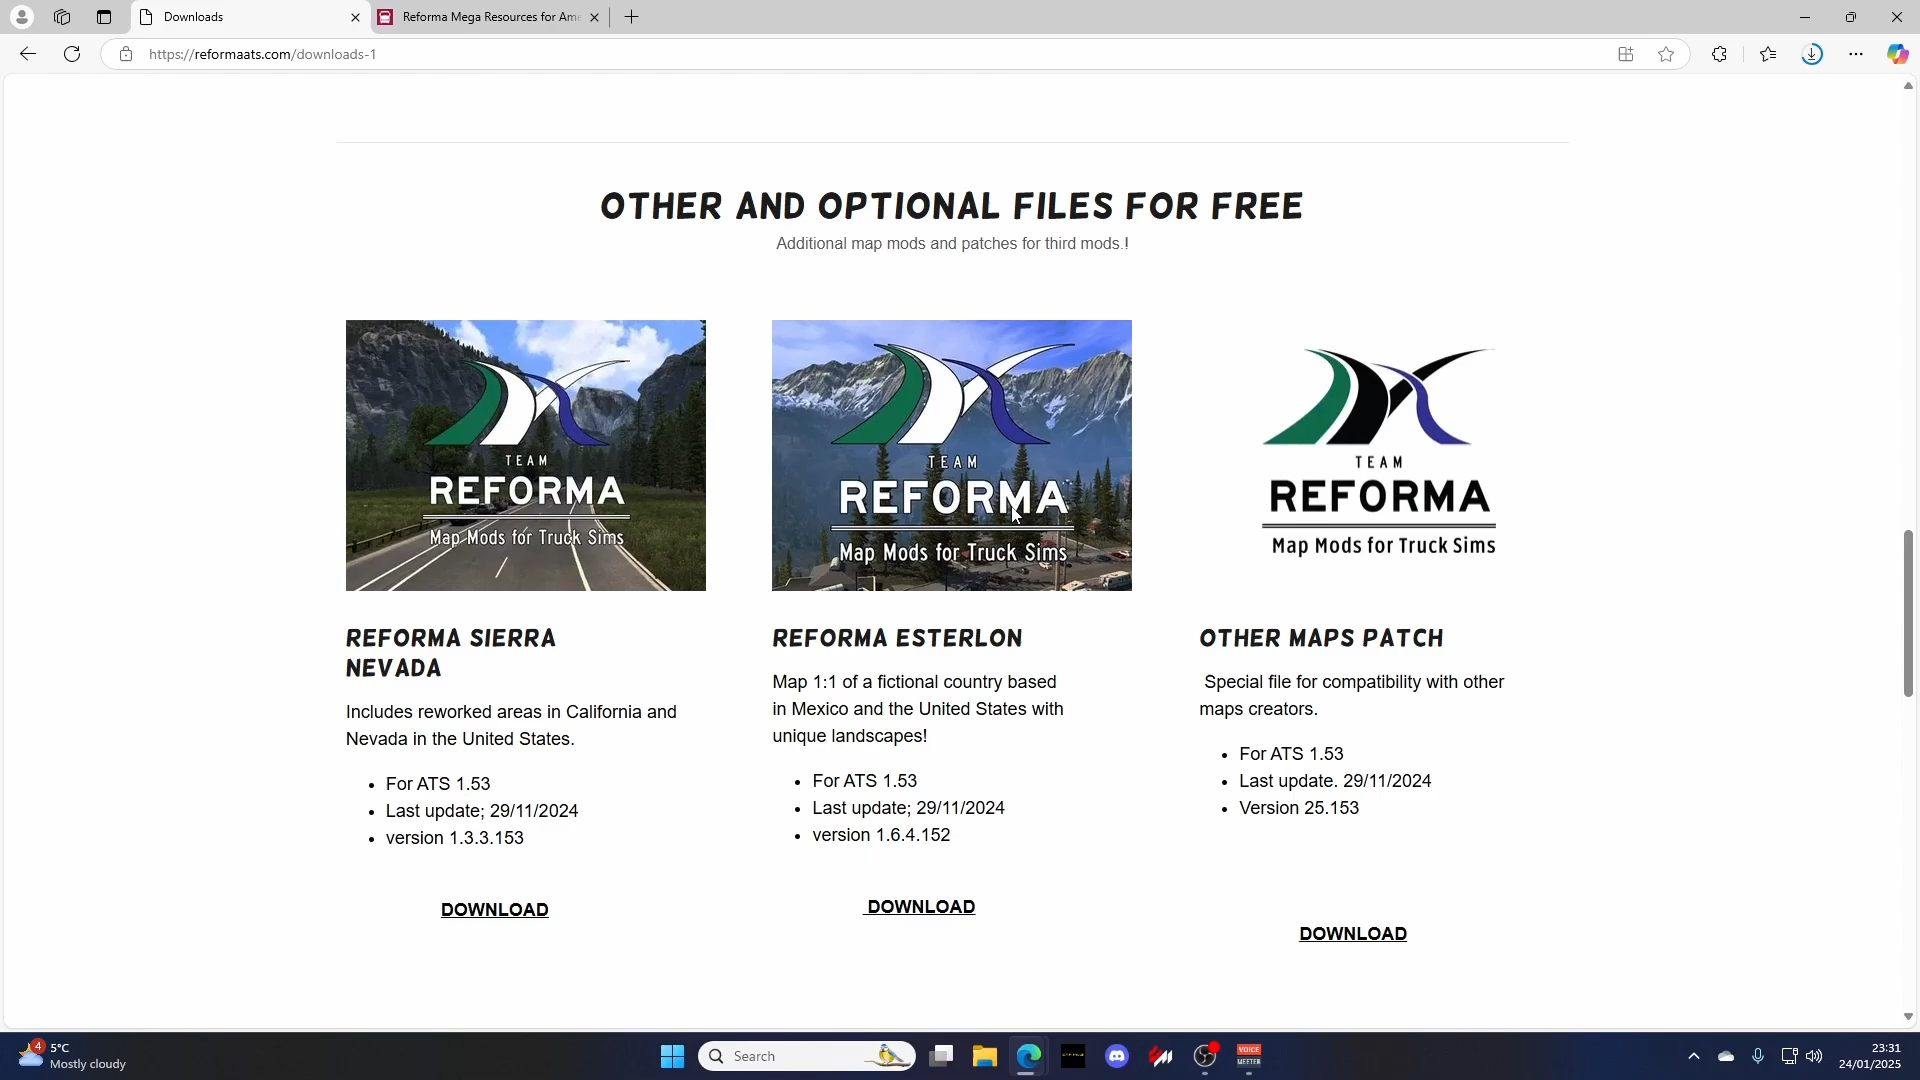 Downloads
Reforma Mega Resources for Ame
https://reformaats.com/downloads-1
OTHER AND OPTIONAL FILES FOR FREE
Additional map mods and patches for third mods.!
TEAM
REFORMA
Map Mods for Truck Sims
TEAM
REFORMA
Map Mods for Truck Sims
TEAM
REFORMA
Map Mods for Truck Sims
REFORMA SIERRA
NEVADA
Includes reworked areas in California and
Nevada in the United States.
• For ATS 1.53
• Last update; 29/11/2024
• version 1.3.3.153
DOWNLOAD
REFORMA ESTERLON
Map 1:1 of a fictional country based
in Mexico and the United States with
unique landscapes!
• For ATS 1.53
• Last update; 29/11/2024
• version 1.6.4.152
DOWNLOAD
OTHER MAPS PATCH
Special file for compatibility with other
maps creators.
• For ATS 1.53
• Last update. 29/11/2024
• Version 25.153
DOWNLOAD
4
5°C
Mostly cloudy
Search
VOICE
MEETER
23:31
24/01/2025